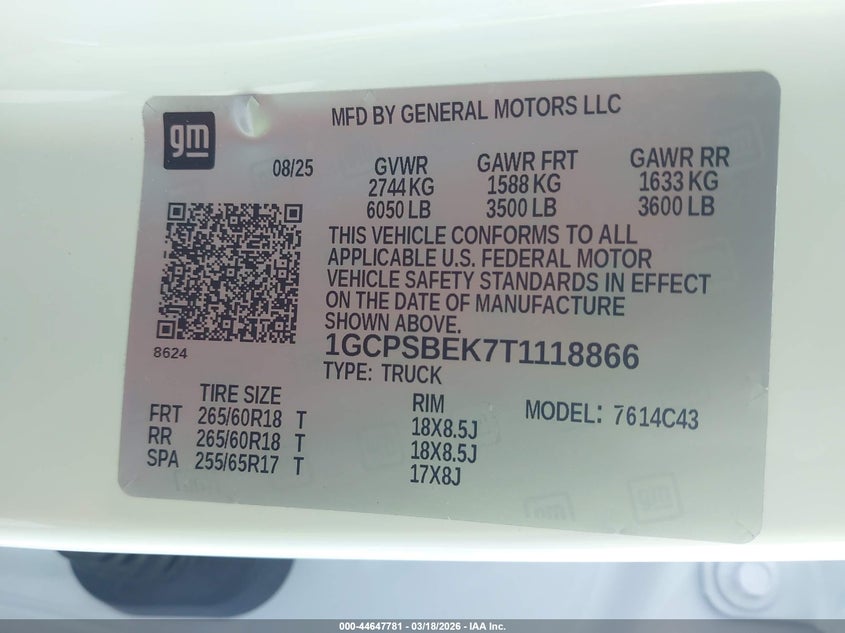 gm
MFD BY GENERAL MOTORS LLC
08/25
GVWR GAWR FRT GAWR RR
2744 KG 1588 KG 1633 KG
6050 LB 3500 LB 3600 LB
THIS VEHICLE CONFORMS TO ALL
APPLICABLE U.S. FEDERAL MOTOR
VEHICLE SAFETY STANDARDS IN EFFECT
ON THE DATE OF MANUFACTURE
SHOWN ABOVE.
8624
1GCPSBEK7T1118866
TYPE: TRUCK
TIRE SIZE RIM MODEL: 7614C43
FRT 265/60R18 T 18X8.5J
RR 265/60R18 T 18X8.5J
SPA 255/65R17 T 17X8J
gm gm
000-44647781 | 03/18/2026 - IAA Inc.